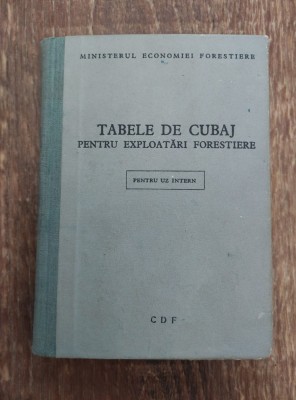 MINISTERUL ECONOMIEI FORESTIERE
TABELE DE CUBAJ
PENTRU EXPLOATĂRI FORESTIERE
PENTRU UZ INTERN
CDF